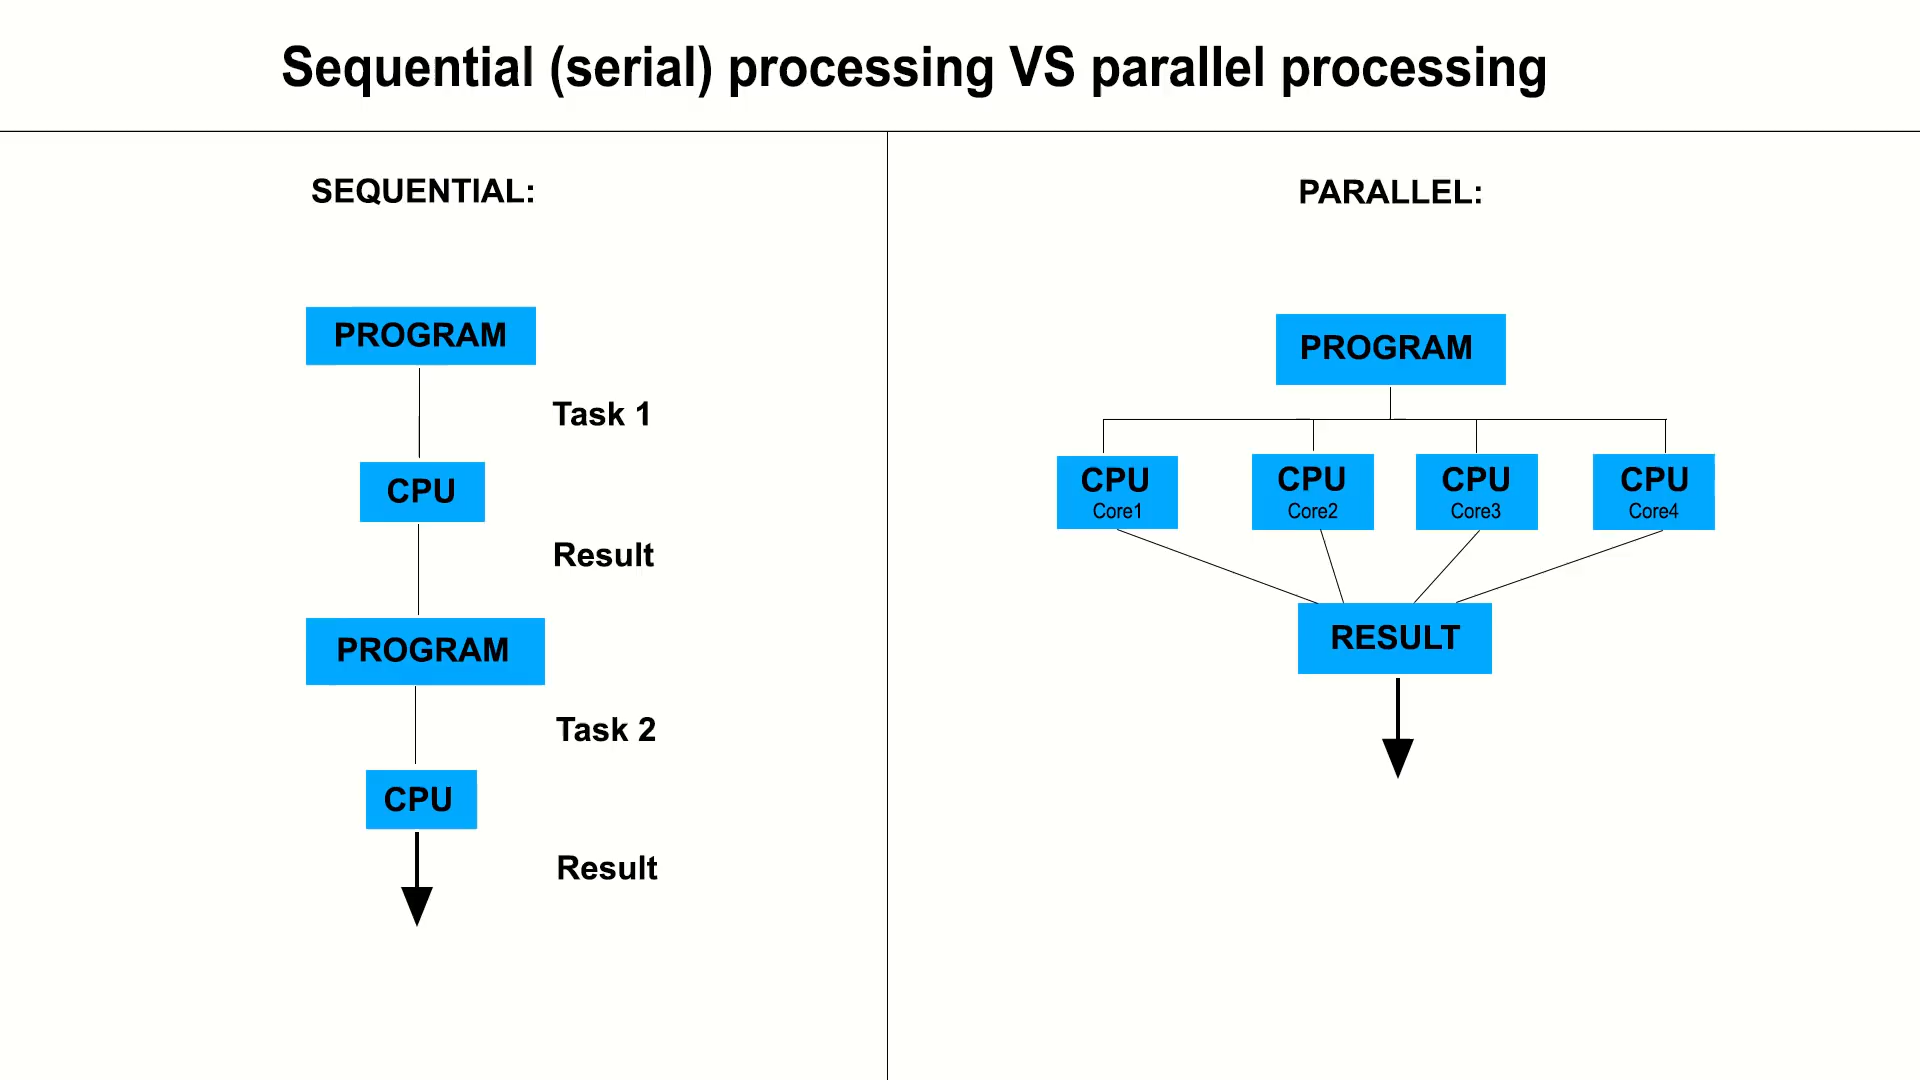 Sequential (serial) processing VS parallel processing
SEQUENTIAL:
PROGRAM
Task 1
CPU
Result
PROGRAM
Task 2
CPU
Result
PARALLEL:
PROGRAM
CPU
Core1
CPU
Core2
CPU
Core3
CPU
Core4
RESULT